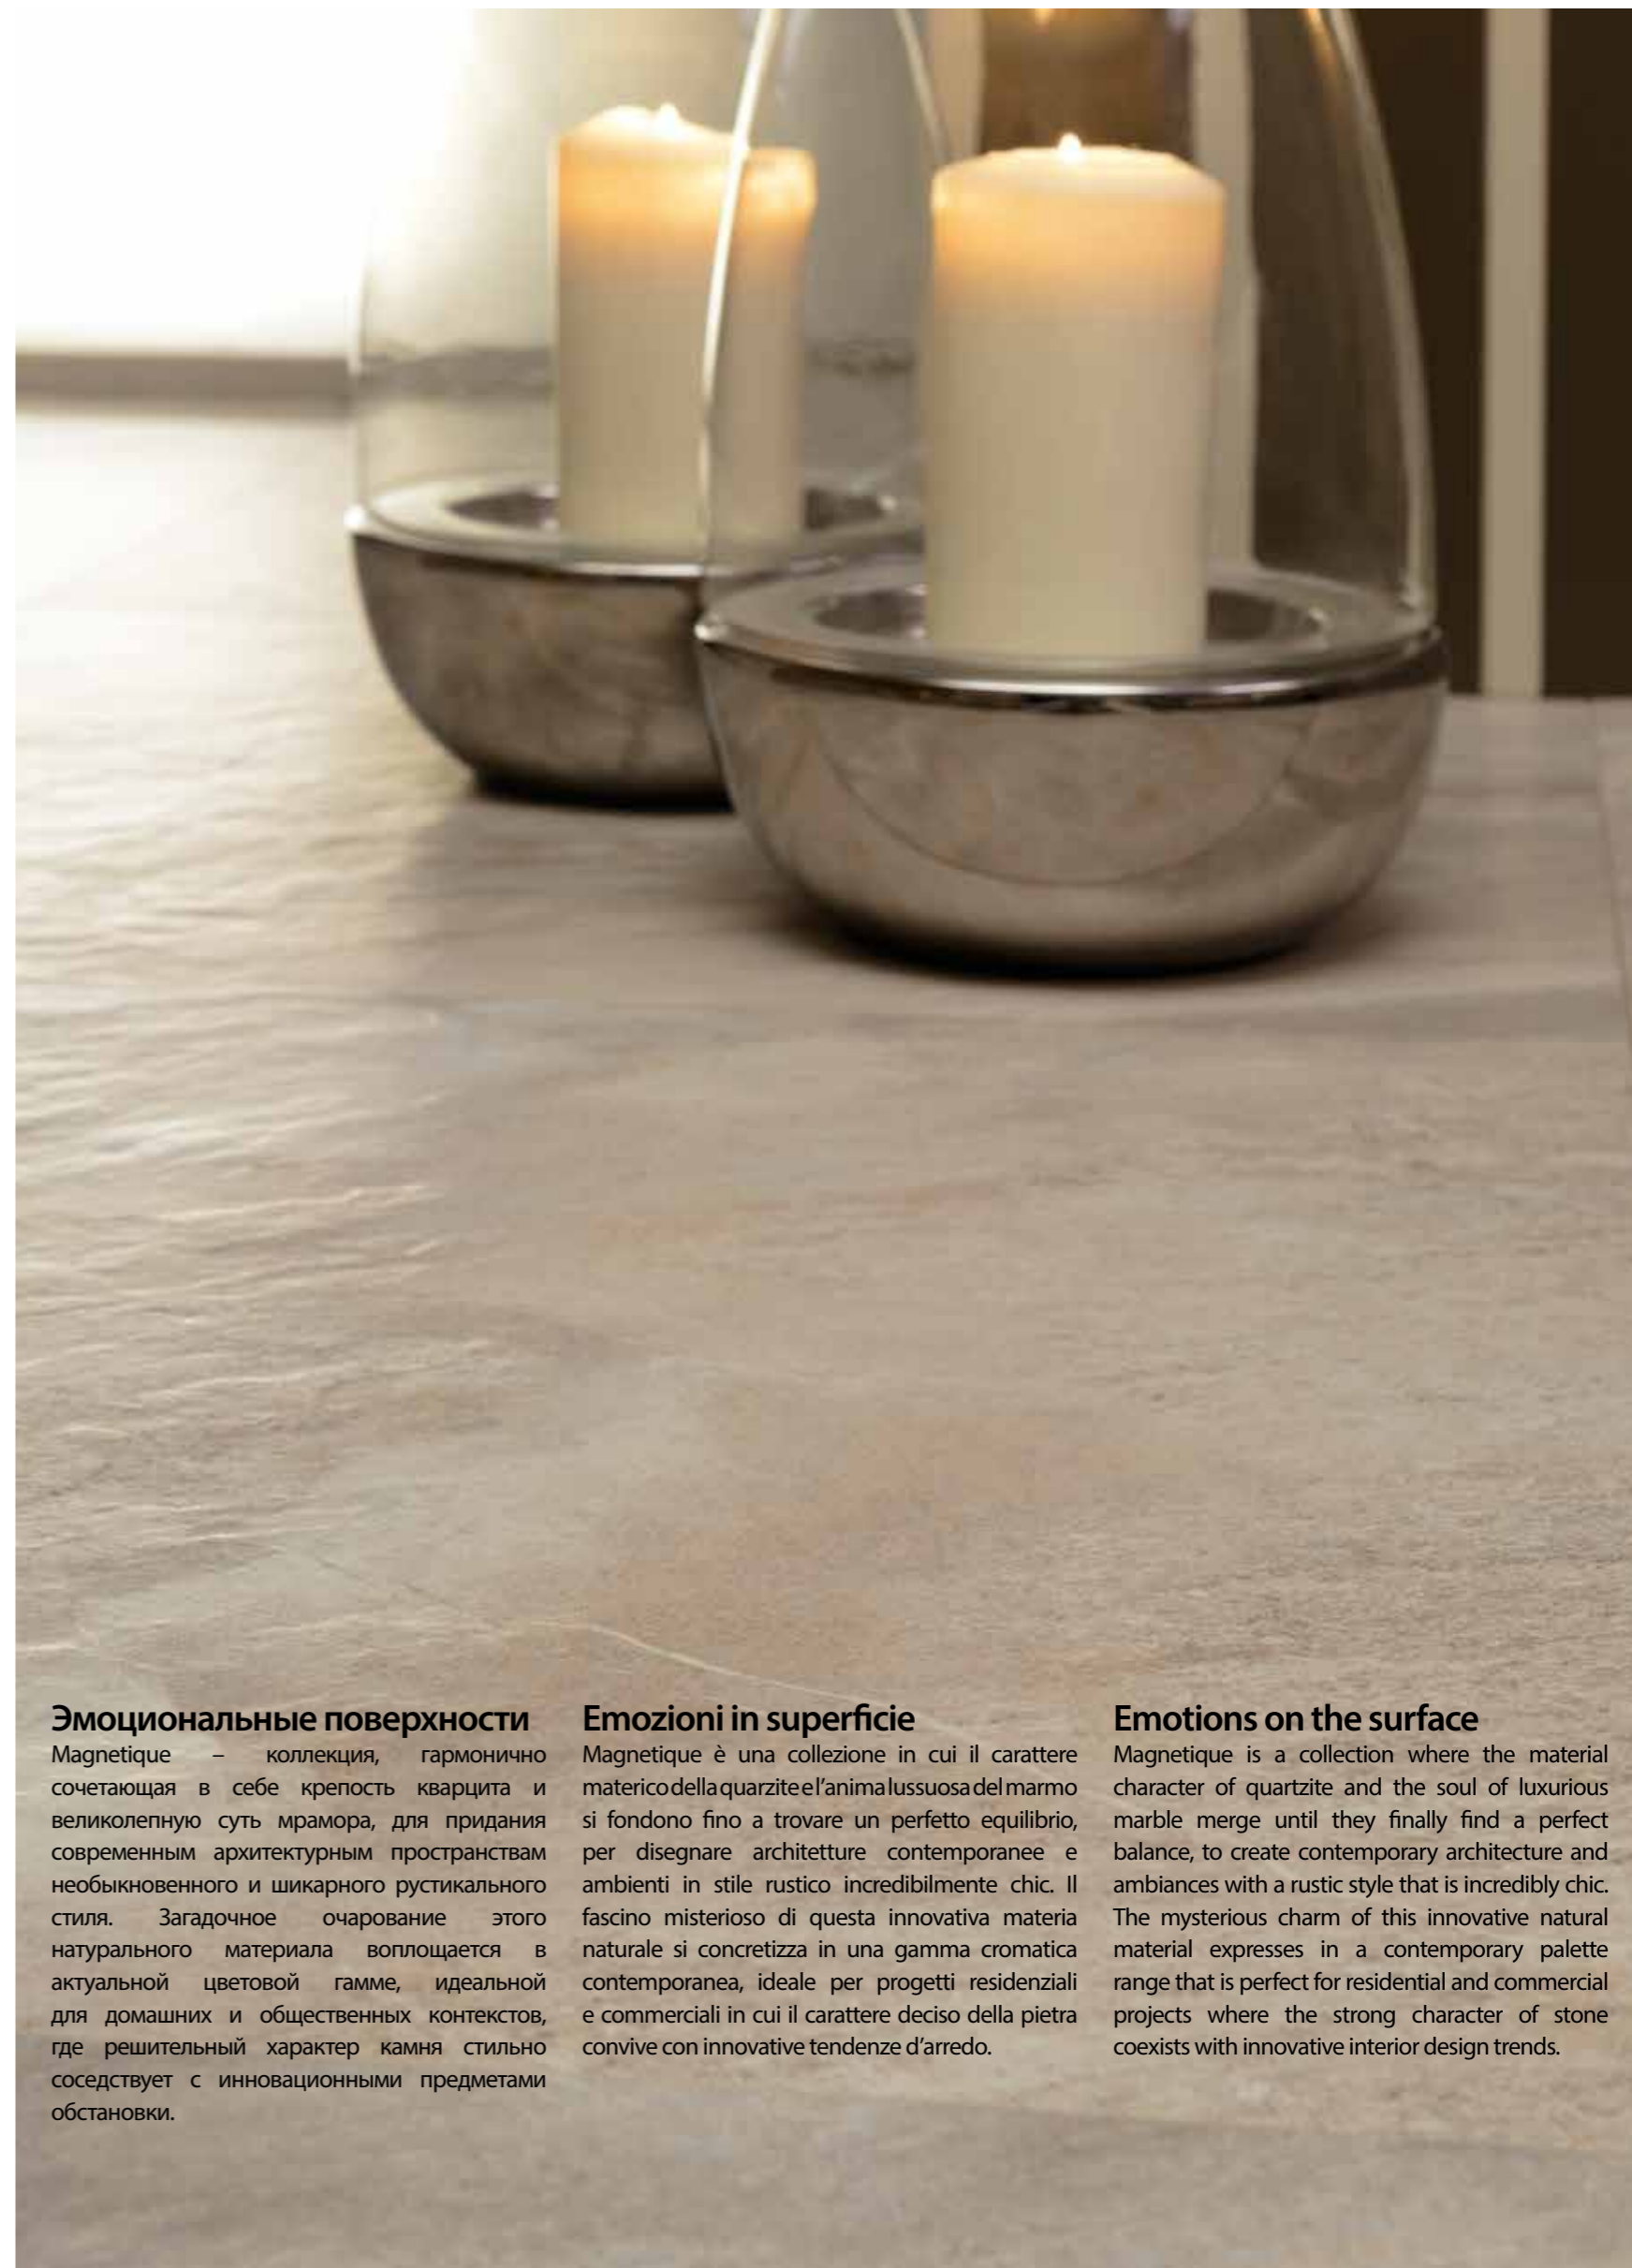 Эмоциональные поверхности
Magnetique – коллекция, гармонично
сочетающая в себе крепость кварцита и
великолепную суть мрамора, для придания
современным архитектурным пространствам
необыкновенного и шикарного рустикального
стиля. Загадочное очарование этого
натурального материала воплощается в
актуальной цветовой гамме, идеальной
для домашних и общественных контекстов,
где решительный характер камня стильно
соседствует с инновационными предметами
обстановки.
Emozioni in superficie
Magnetique è una collezione in cui il carattere
materico della quarzite e l’anima lussuosa del marmo
si fondono fino a trovare un perfetto equilibrio,
per disegnare architetture contemporanee e
ambienti in stile rustico incredibilmente chic. Il
fascino misterioso di questa innovativa materia
naturale si concretizza in una gamma cromatica
contemporanea, ideale per progetti residenziali
e commerciali in cui il carattere deciso della pietra
convive con innovative tendenze d’arredo.
Emotions on the surface
Magnetique is a collection where the material
character of quartzite and the soul of luxurious
marble merge until they finally find a perfect
balance, to create contemporary architecture and
ambiances with a rustic style that is incredibly chic.
The mysterious charm of this innovative natural
material expresses in a contemporary palette
range that is perfect for residential and commercial
projects where the strong character of stone
coexists with innovative interior design trends.